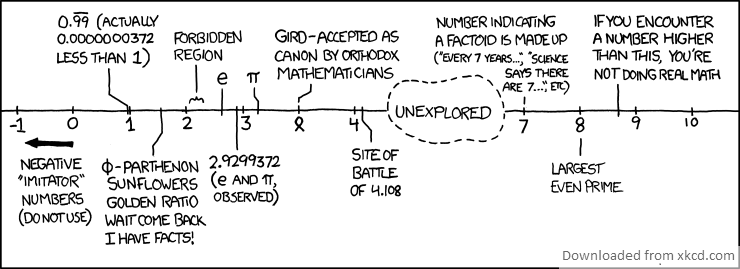 0.99 (ACTUALLY
0.0000000372
LESS THAN 1)
FORBIDDEN
REGION
e
π
GIRD-ACCEPTED AS
CANON BY ORTHODOX
MATHEMATICIANS
NUMBER INDICATING
A FACTOID IS MADE UP
("EVERY 7 YEARS...", "SCIENCE
SAYS THERE
ARE 7...", ETC)
IF YOU ENCOUNTER
A NUMBER HIGHER
THAN THIS, YOU'RE
NOT DOING REAL MATH
UNEXPLORED
-1 0 1 2 3 4 7 8 9 10
NEGATIVE
"IMITATOR"
NUMBERS
(DO NOT USE)
Φ-PARTHENON
SUNFLOWERS
GOLDEN RATIO
WAIT COME BACK
I HAVE FACTS!
2.9299372
(e AND π,
OBSERVED)
SITE OF
BATTLE
OF 4.108
LARGEST
EVEN PRIME
Downloaded from xkcd.com